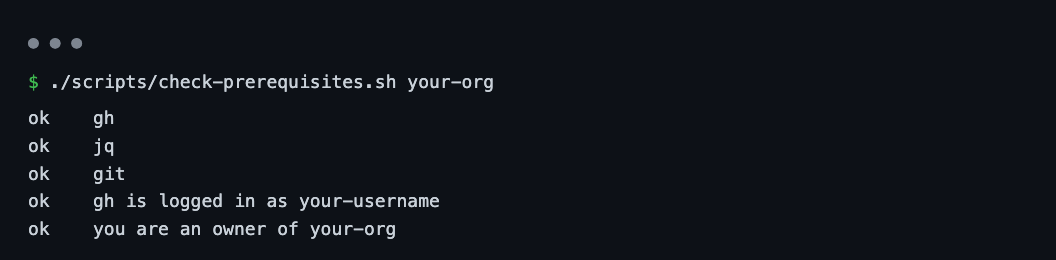 $ ./scripts/check-prerequisites.sh your-org
ok    gh
ok    jq
ok    git
ok    gh is logged in as your-username
ok    you are an owner of your-org